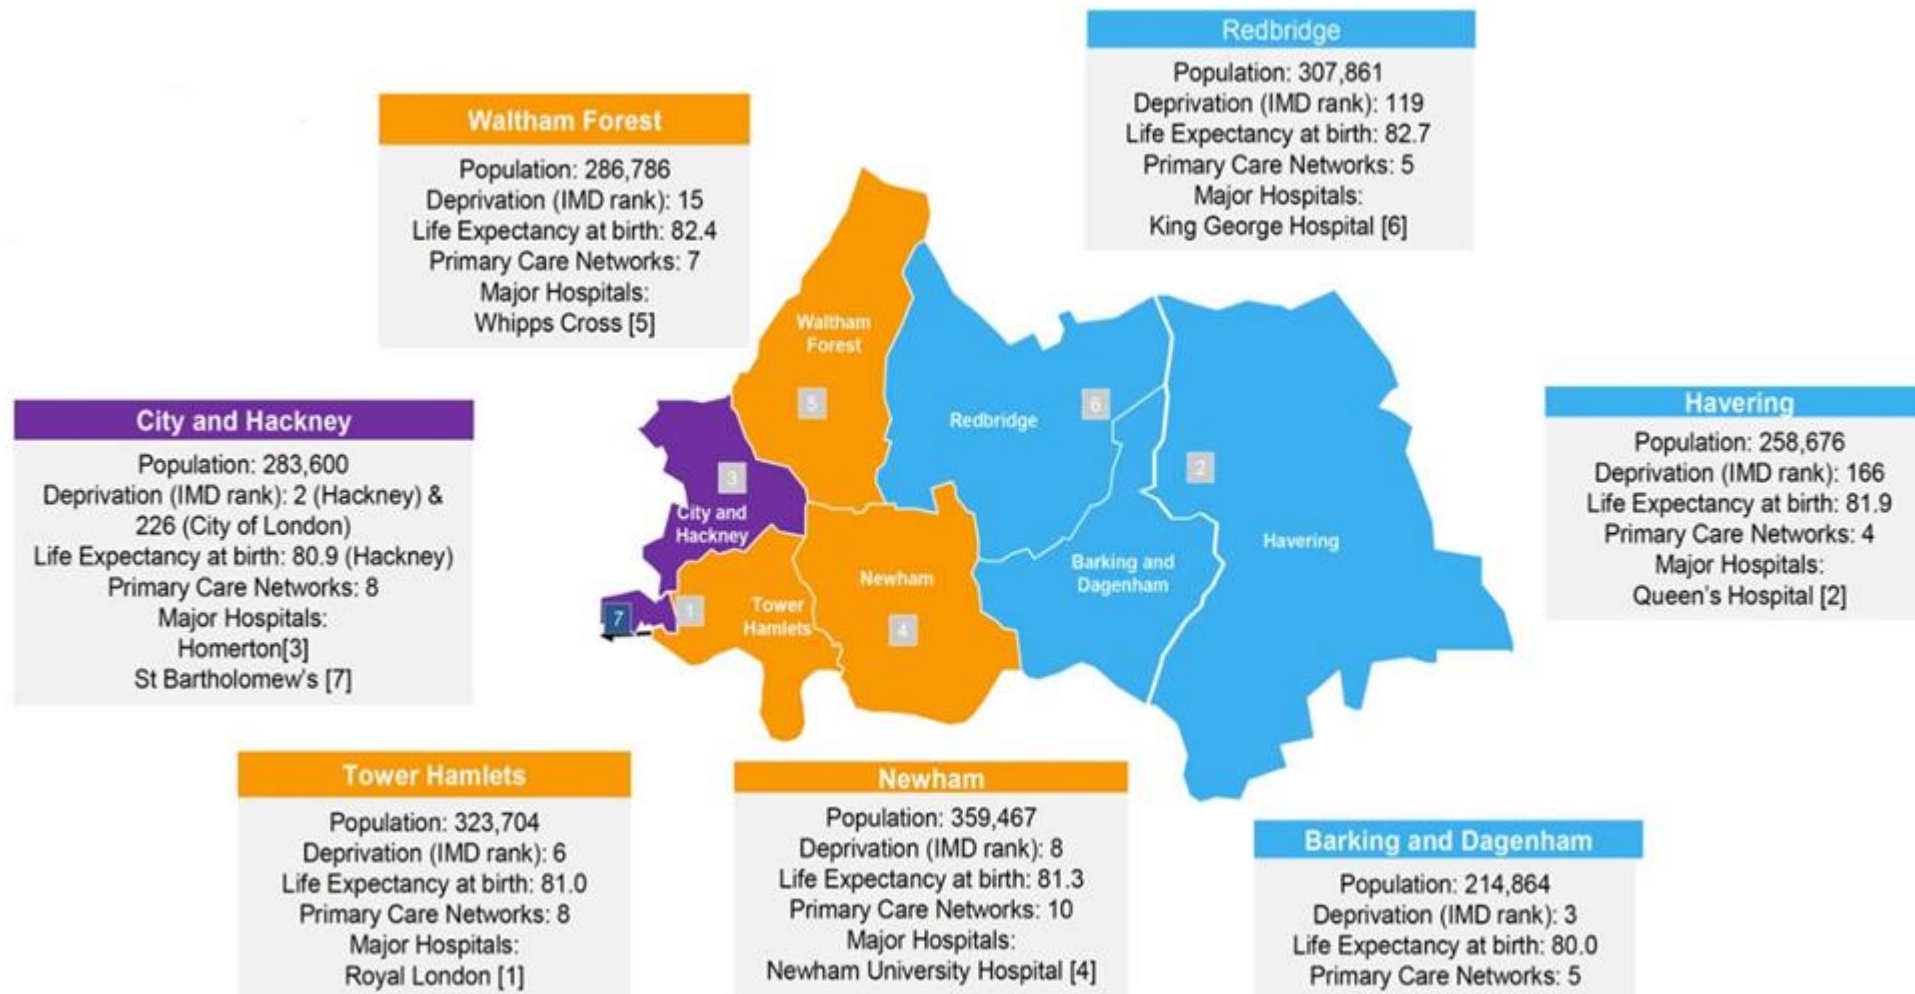 Redbridge
Population: 307,861
Deprivation (IMD rank): 119
Life Expectancy at birth: 82.7
Primary Care Networks: 5
Major Hospitals:
King George Hospital [6]
Waltham Forest
Population: 286,786
Deprivation (IMD rank): 15
Life Expectancy at birth: 82.4
Primary Care Networks: 7
Major Hospitals:
Whipps Cross [5]
City and Hackney
Population: 283,600
Deprivation (IMD rank): 2 (Hackney) &
226 (City of London)
Life Expectancy at birth: 80.9 (Hackney)
Primary Care Networks: 8
Major Hospitals:
Homerton[3]
St Bartholomew's [7]
Waltham
Forest
5
Redbridge
6
3
City and
Hackney
2
Havering
Barking and
Dagenham
Newham
4
Tower
Hamlets
1
7
Havering
Population: 258,676
Deprivation (IMD rank): 166
Life Expectancy at birth: 81.9
Primary Care Networks: 4
Major Hospitals:
Queen's Hospital [2]
Tower Hamlets
Population: 323,704
Deprivation (IMD rank): 6
Life Expectancy at birth: 81.0
Primary Care Networks: 8
Major Hospitals:
Royal London [1]
Newham
Population: 359,467
Deprivation (IMD rank): 8
Life Expectancy at birth: 81.3
Primary Care Networks: 10
Major Hospitals:
Newham University Hospital [4]
Barking and Dagenham
Population: 214,864
Deprivation (IMD rank): 3
Life Expectancy at birth: 80.0
Primary Care Networks: 5